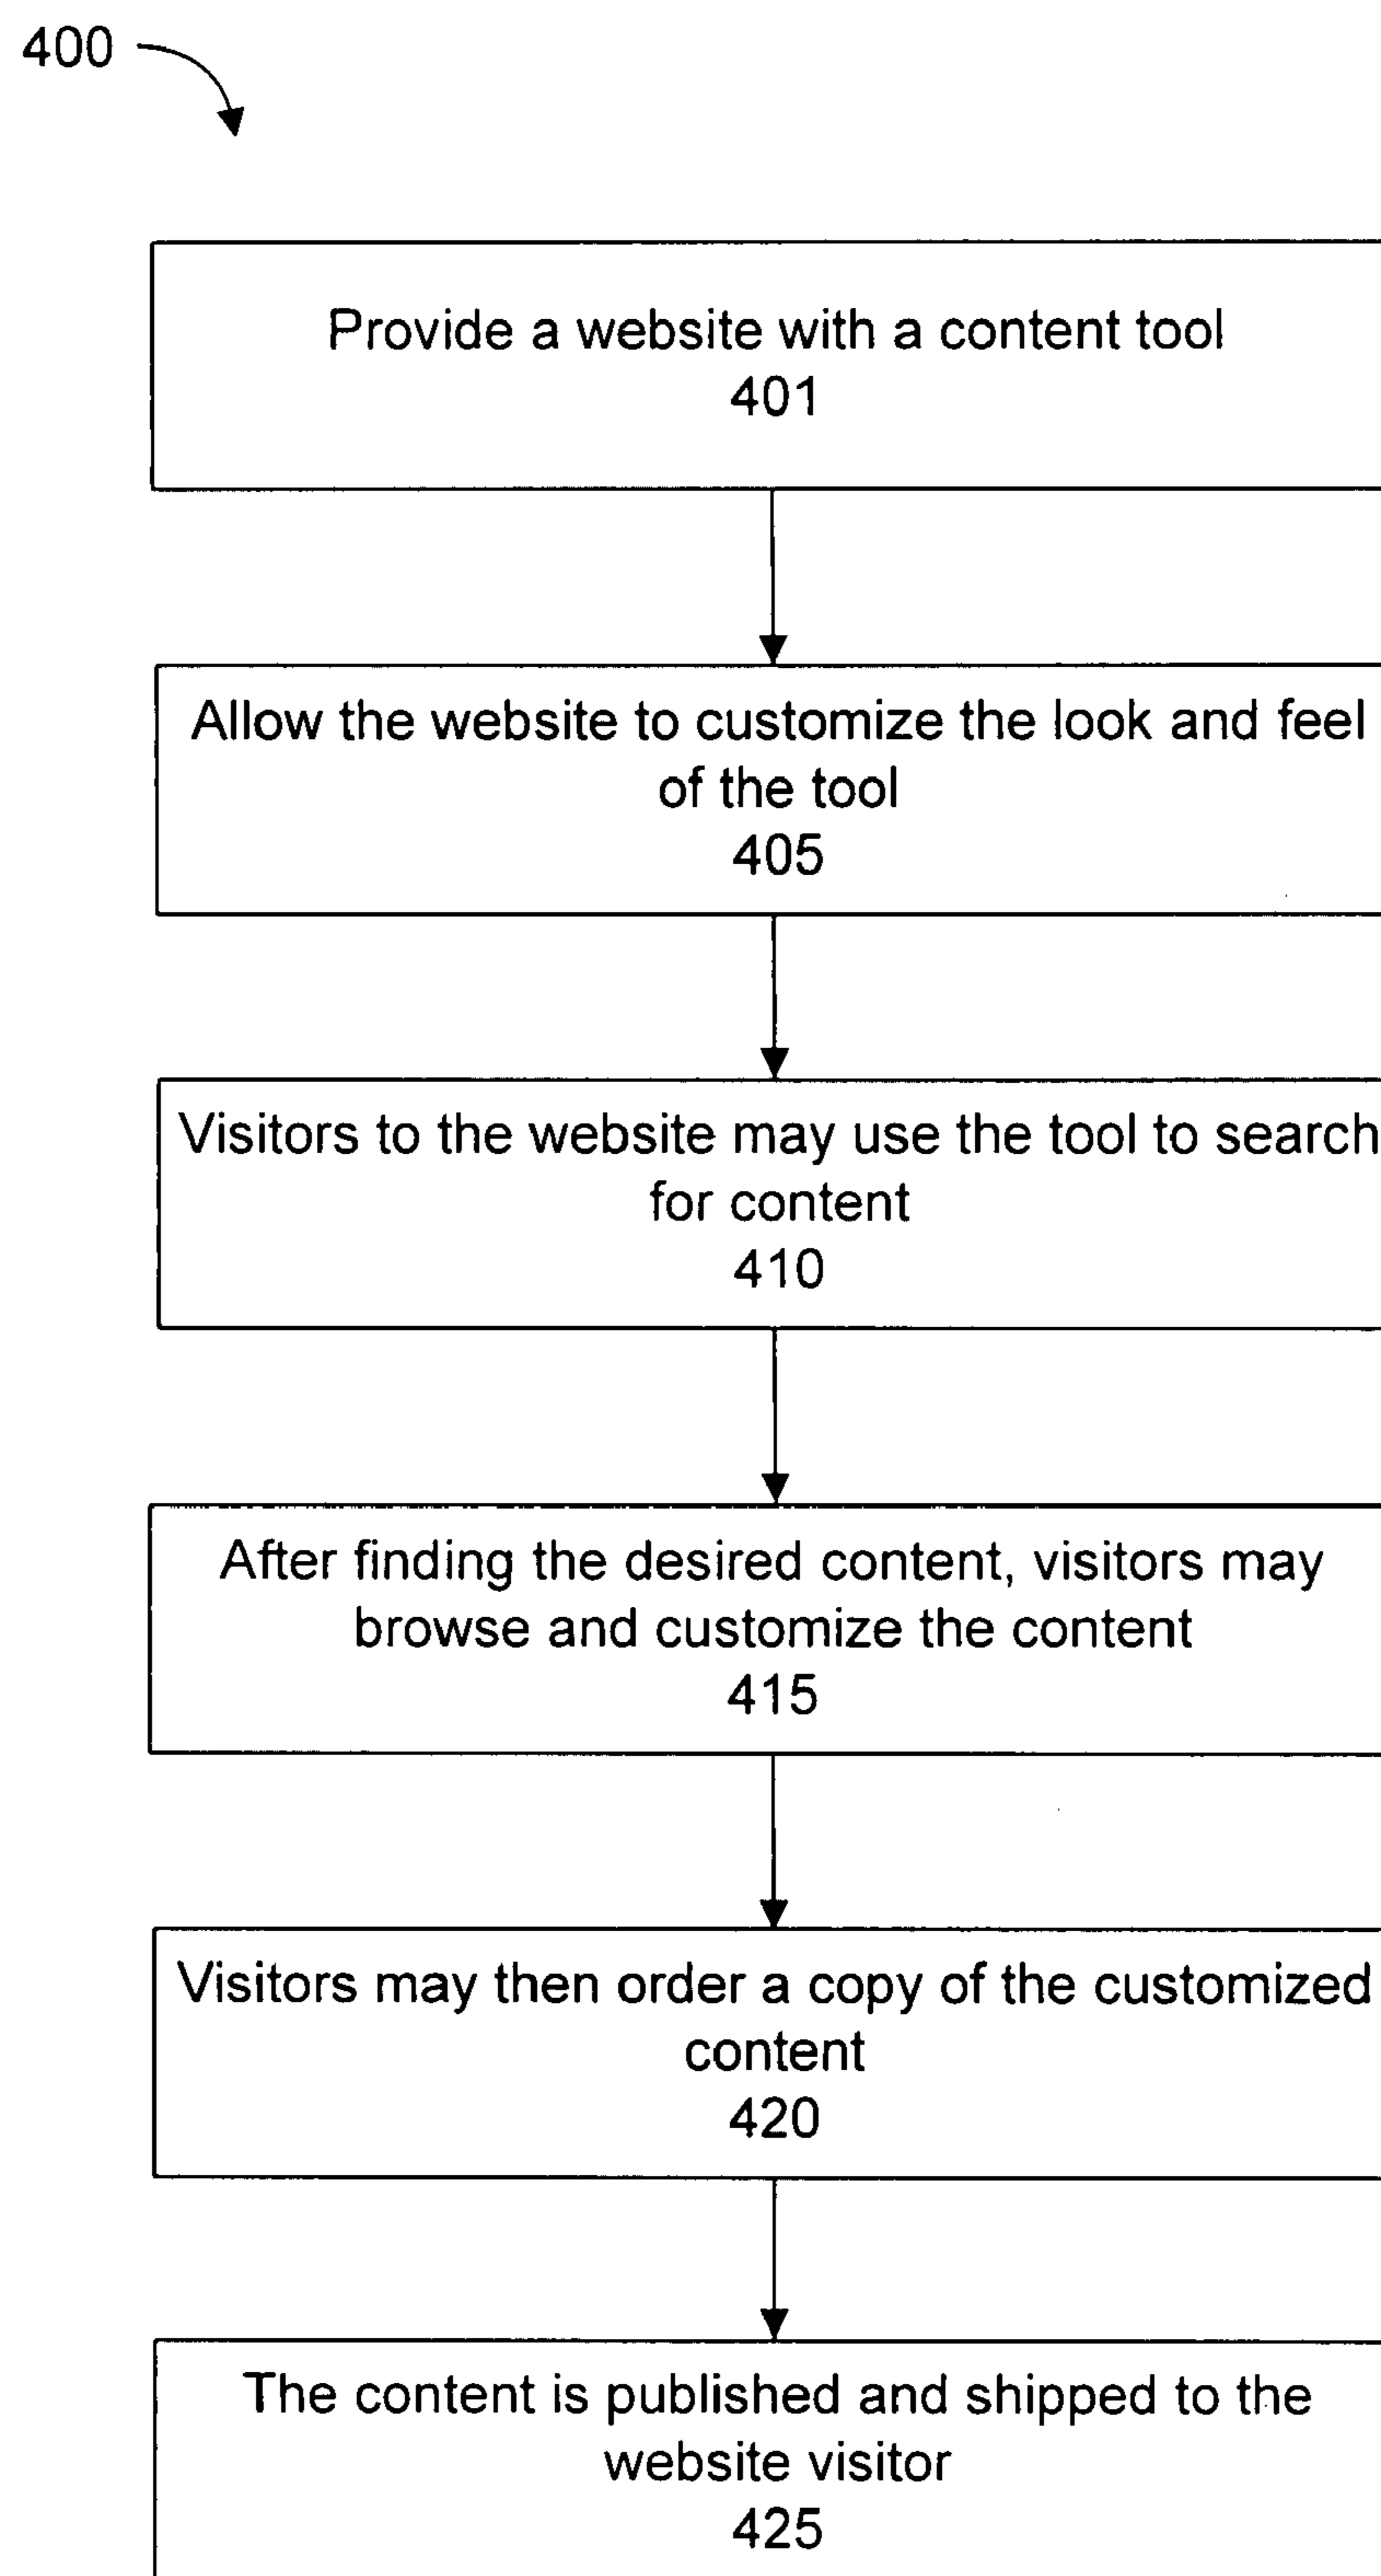 400
Provide a website with a content tool
401
Allow the website to customize the look and feel
of the tool
405
Visitors to the website may use the tool to search
for content
410
After finding the desired content, visitors may
browse and customize the content
415
Visitors may then order a copy of the customized
content
420
The content is published and shipped to the
website visitor
425